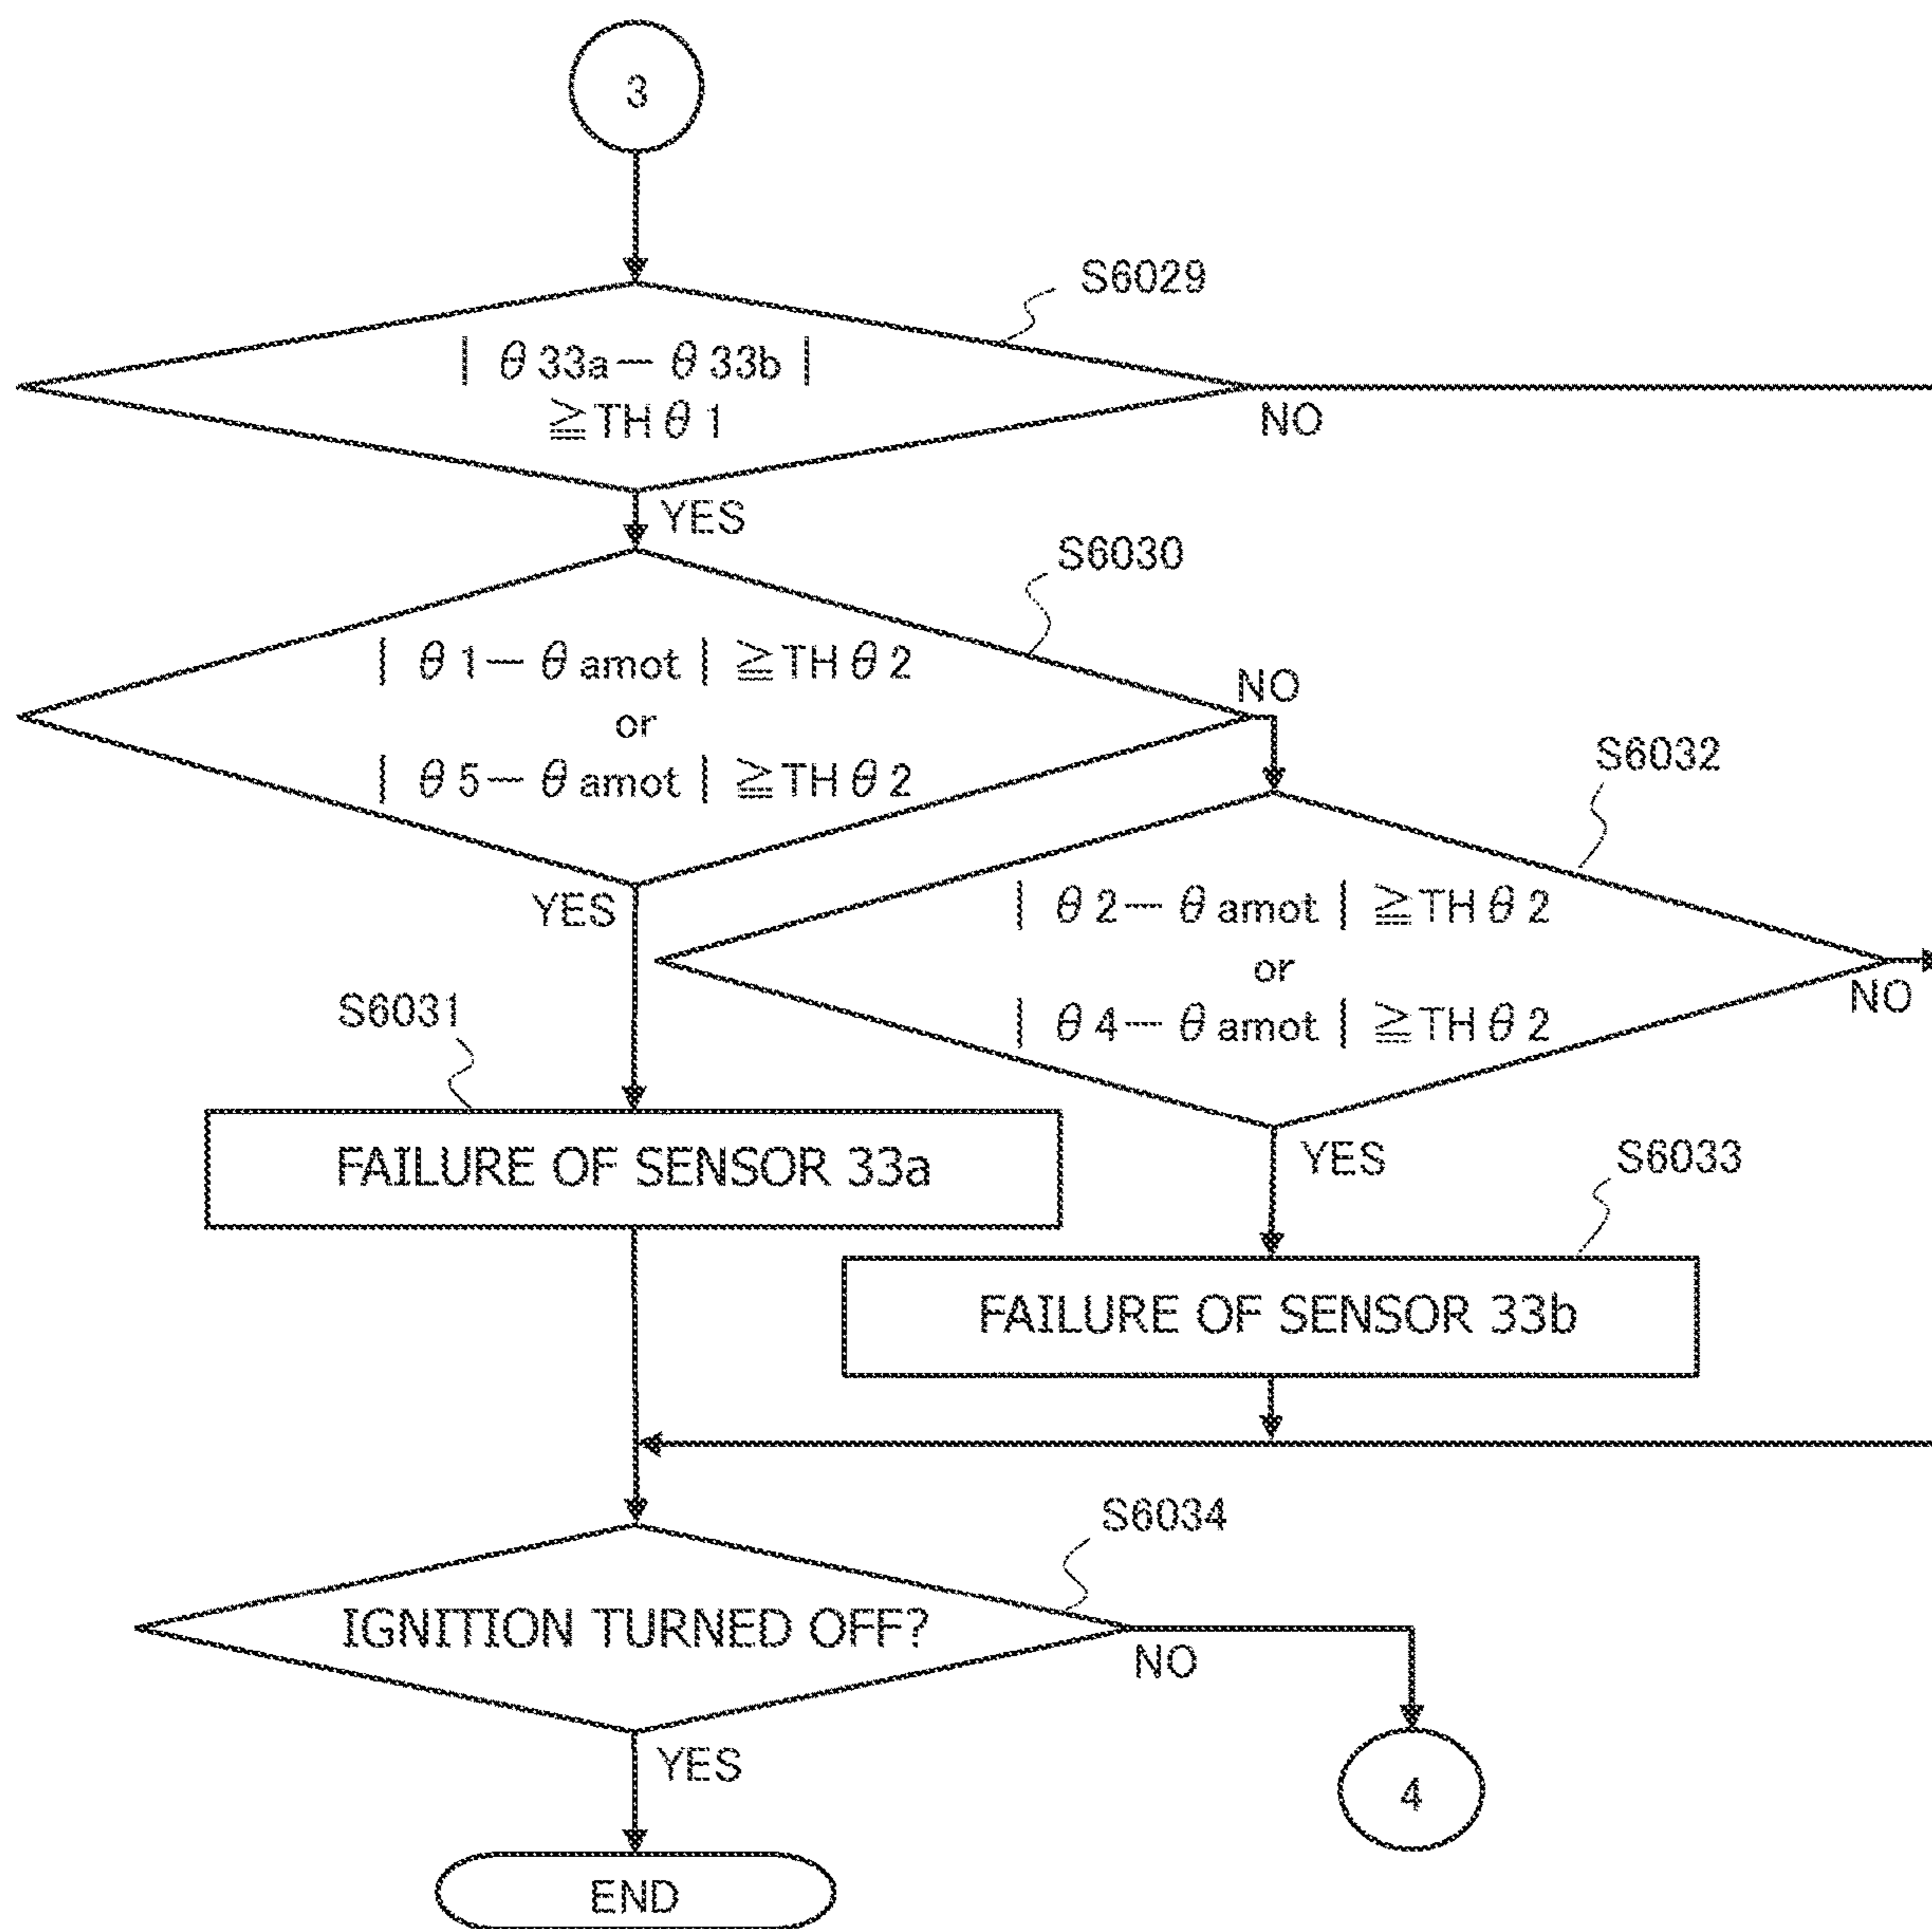 3
S6029
| θ 33a− θ 33b |
≧TH θ 1
NO
YES
S6030
| θ 1− θ amot | ≧TH θ 2
or
| θ 5− θ amot | ≧TH θ 2
NO
YES
S6032
| θ 2− θ amot | ≧TH θ 2
or
| θ 4− θ amot | ≧TH θ 2
NO
YES
S6031
FAILURE OF SENSOR 33a
S6033
FAILURE OF SENSOR 33b
S6034
IGNITION TURNED OFF?
NO
YES
4
END